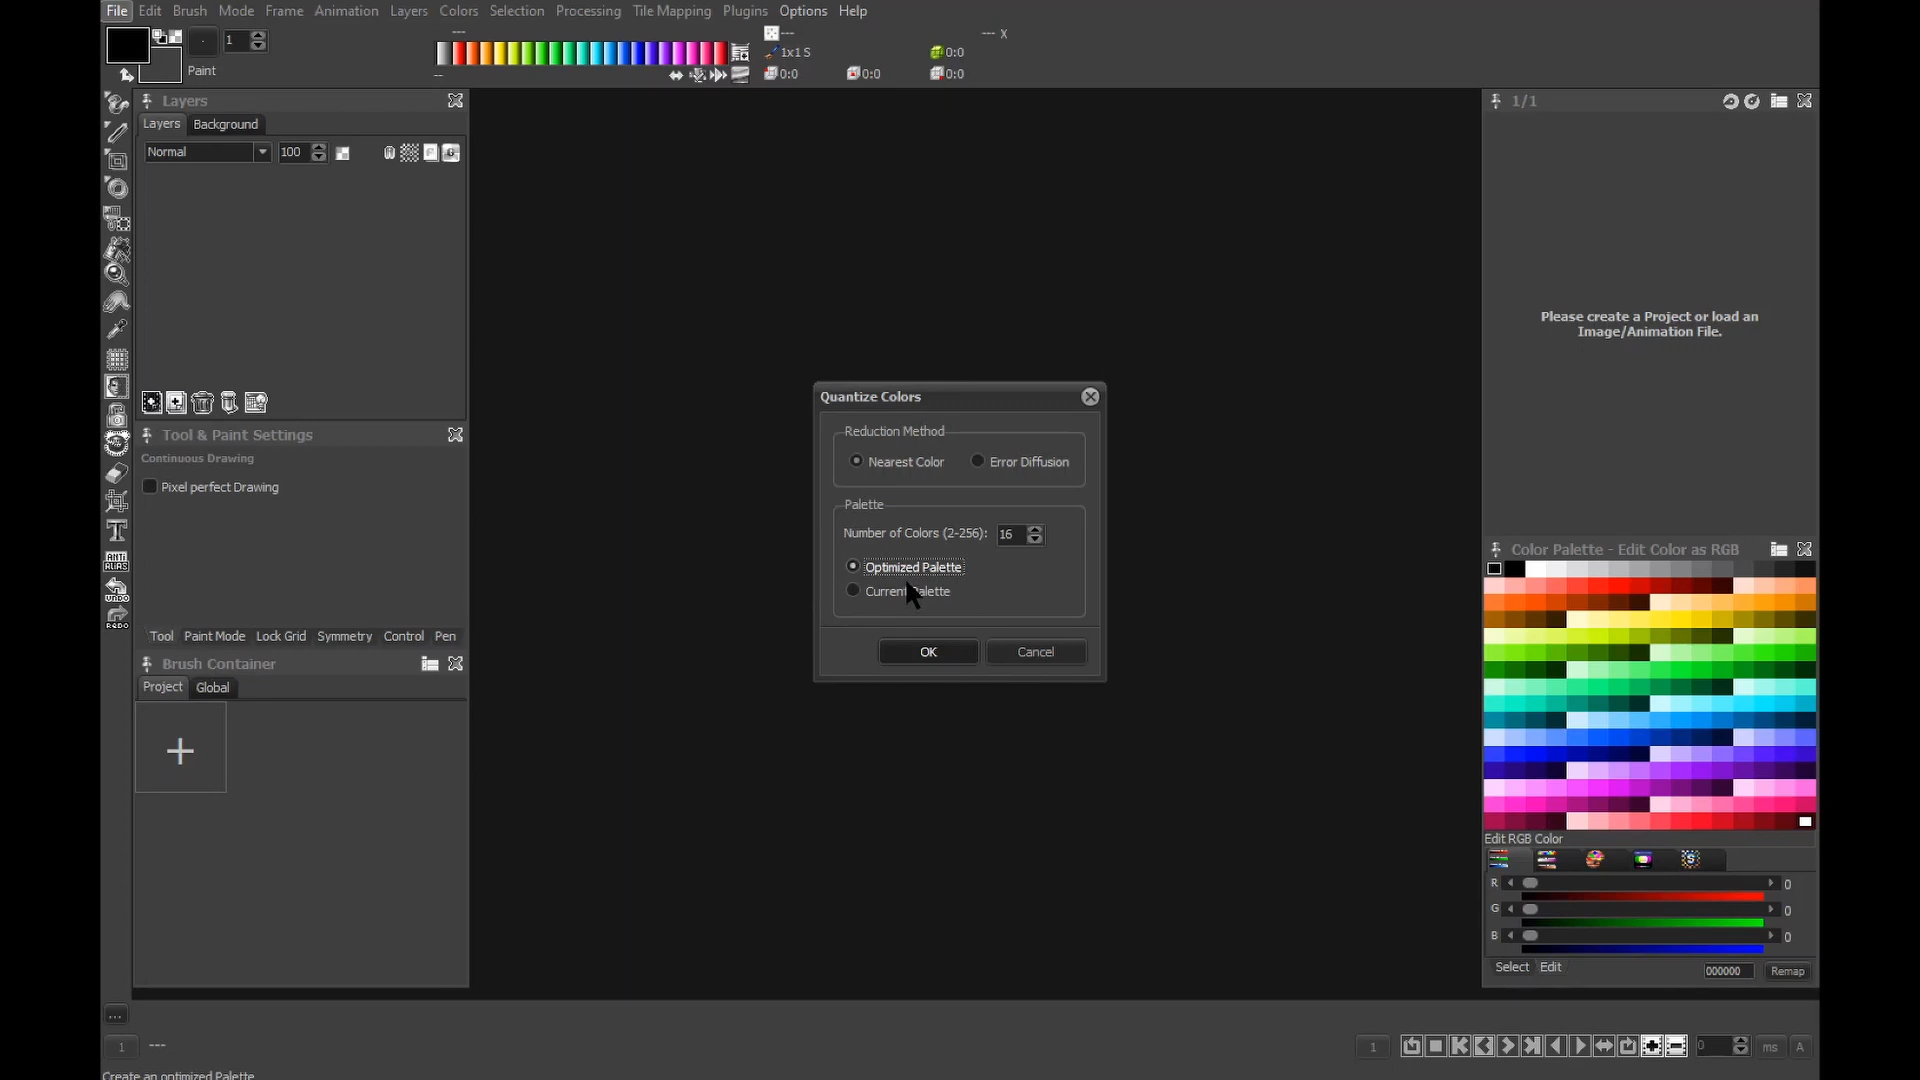 File Edit Brush Mode Frame Animation Layers Colors Selection Processing Tile Mapping Plugins Options Help
1
Paint
---
--
---
1x1 S
0:0
0:0
--- X
0:0
0:0
Layers
Layers Background
Normal 100
Tool & Paint Settings
Continuous Drawing
Pixel perfect Drawing
Tool Paint Mode Lock Grid Symmetry Control Pen
ANTI
ALIAS
UNDO
REDO
Brush Container
Project Global
+
Quantize Colors
Reduction Method
Nearest Color Error Diffusion
Palette
Number of Colors (2-256): 16
Optimized Palette
Current Palette
OK Cancel
1/1
Please create a Project or load an
Image/Animation File.
Color Palette - Edit Color as RGB
Edit RGB Color
R 0
G 0
B 0
Select Edit 000000 Remap
...
1 --- 1 0 ms A
Create an optimized Palette